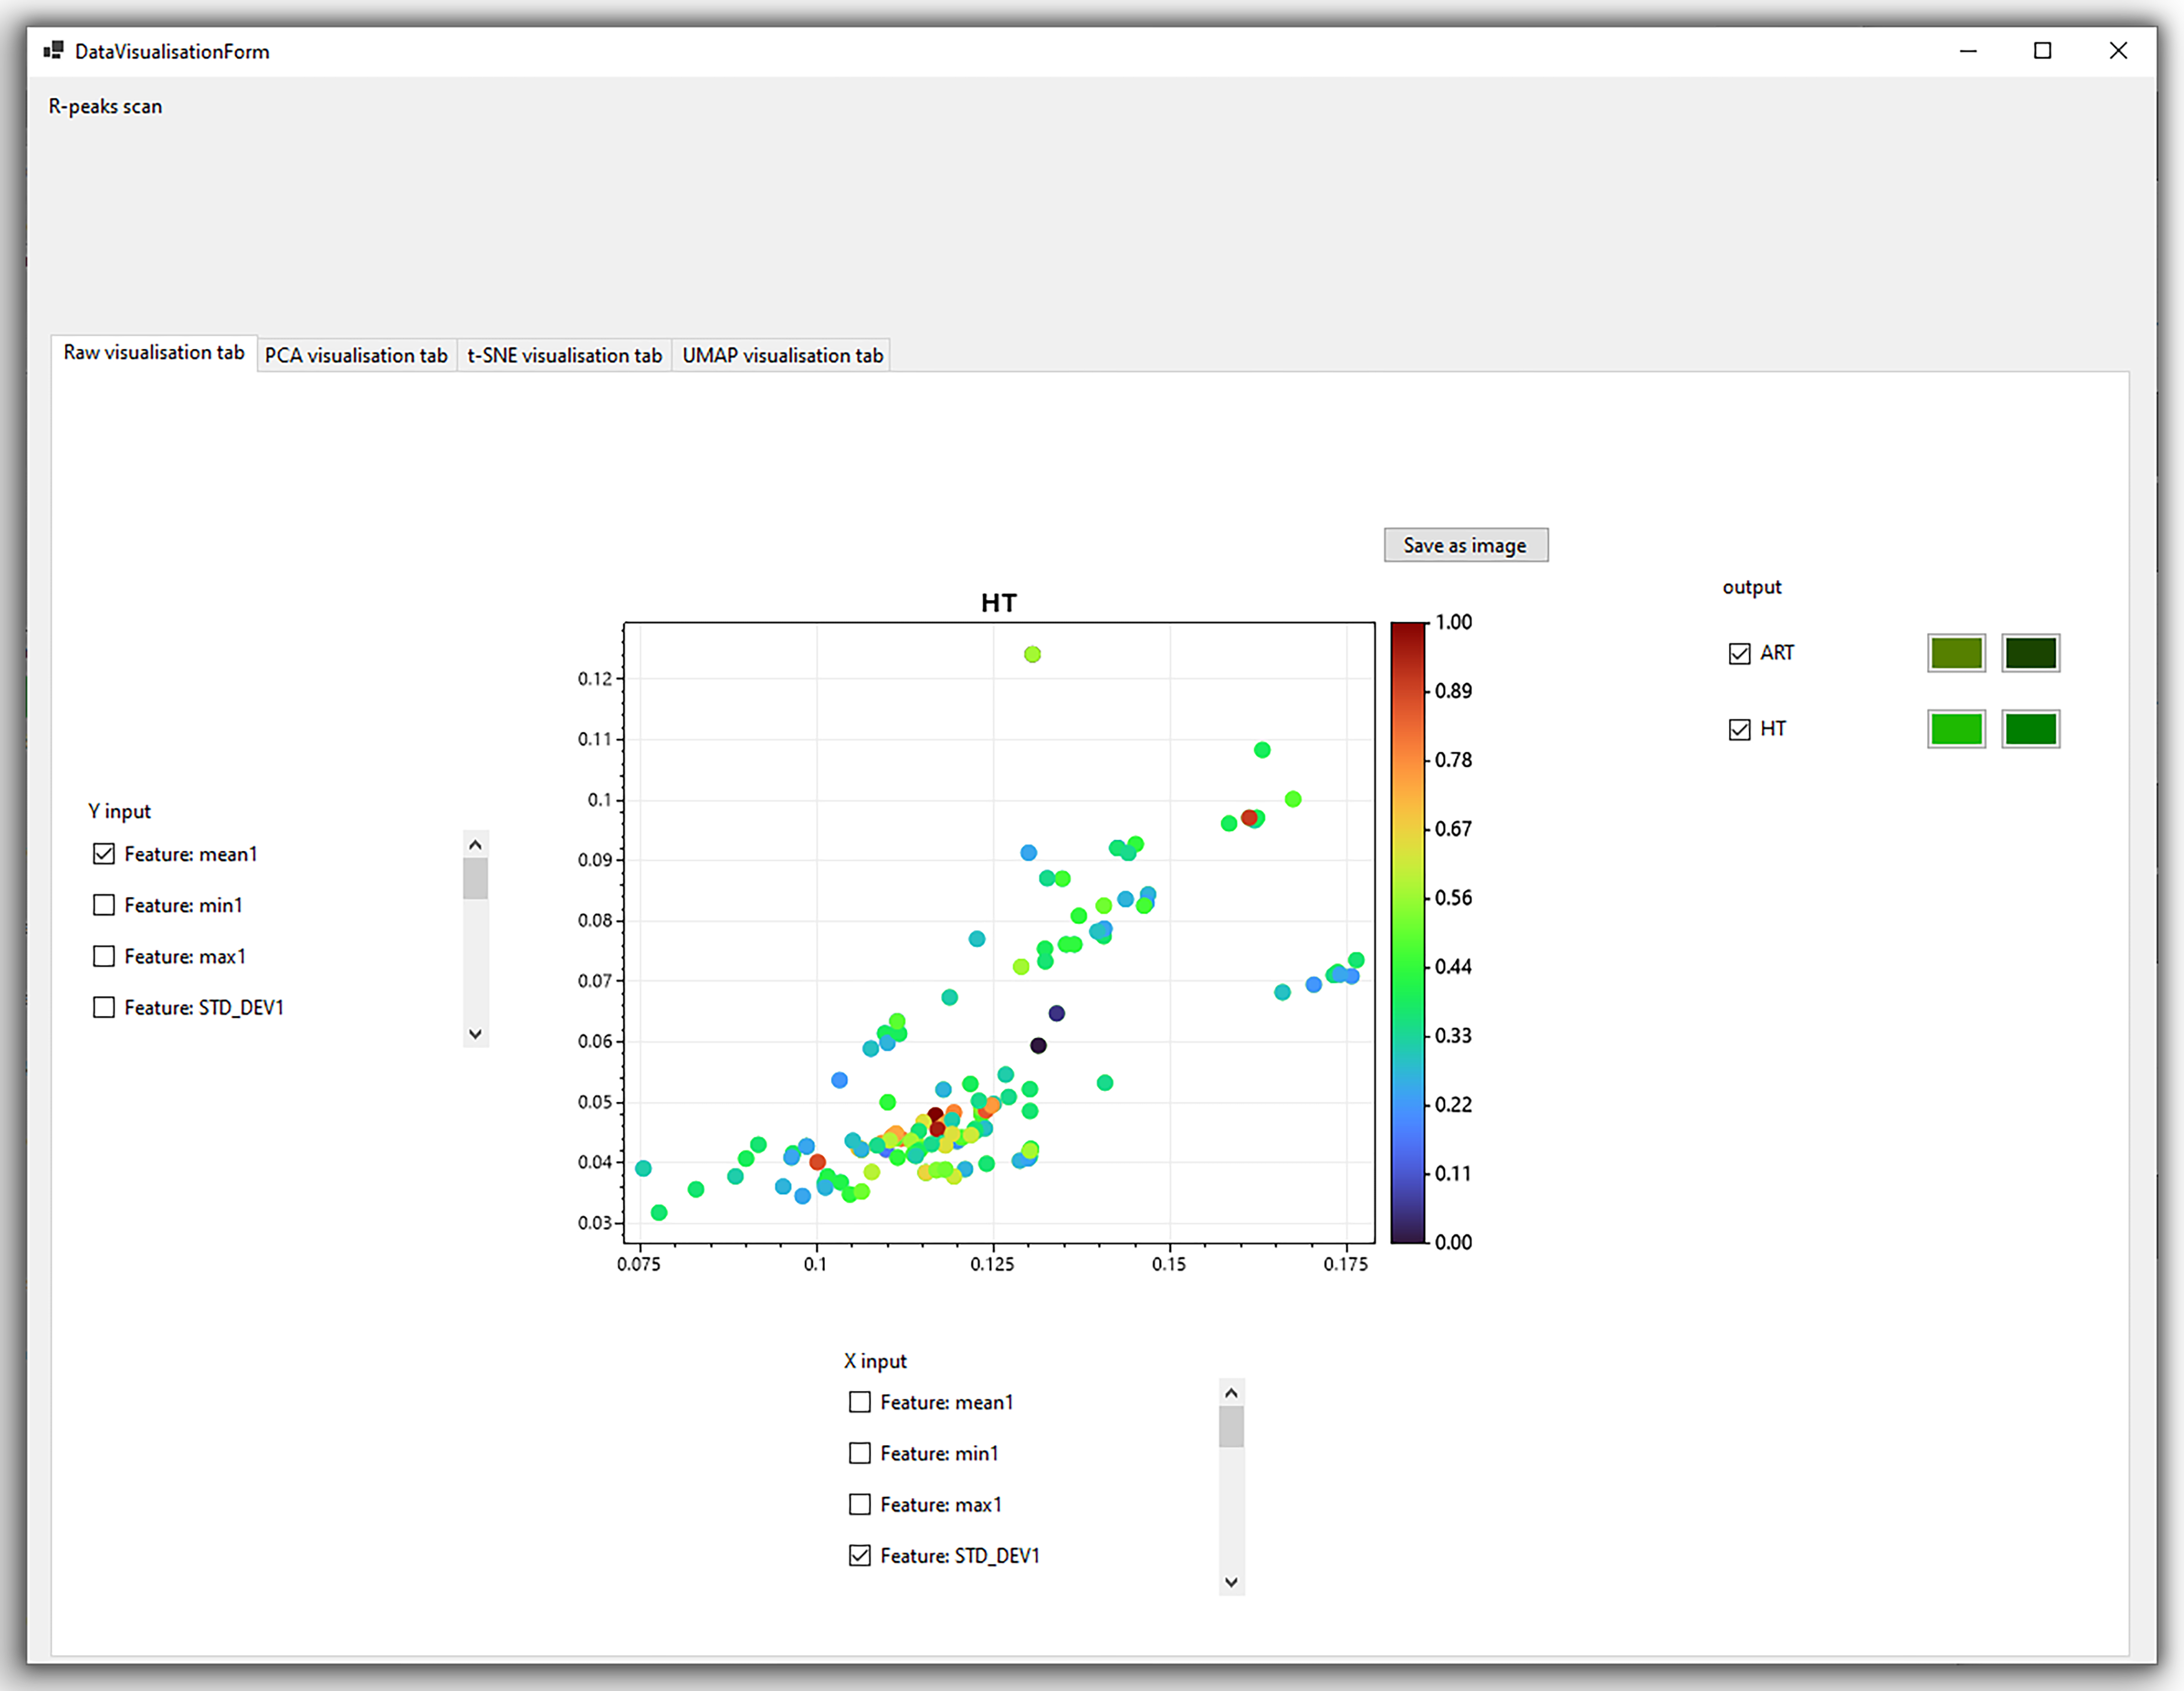 DataVisualisationForm
R-peaks scan
Raw visualisation tab PCA visualisation tab t-SNE visualisation tab UMAP visualisation tab
Save as image
output
ART
HT
HT
1.00
0.89
0.78
0.67
0.56
0.44
0.33
0.22
0.11
0.00
0.12
0.11
0.1
0.09
0.08
0.07
0.06
0.05
0.04
0.03
0.075 0.1 0.125 0.15 0.175
Y input
Feature: mean1
Feature: min1
Feature: max1
Feature: STD_DEV1
X input
Feature: mean1
Feature: min1
Feature: max1
Feature: STD_DEV1